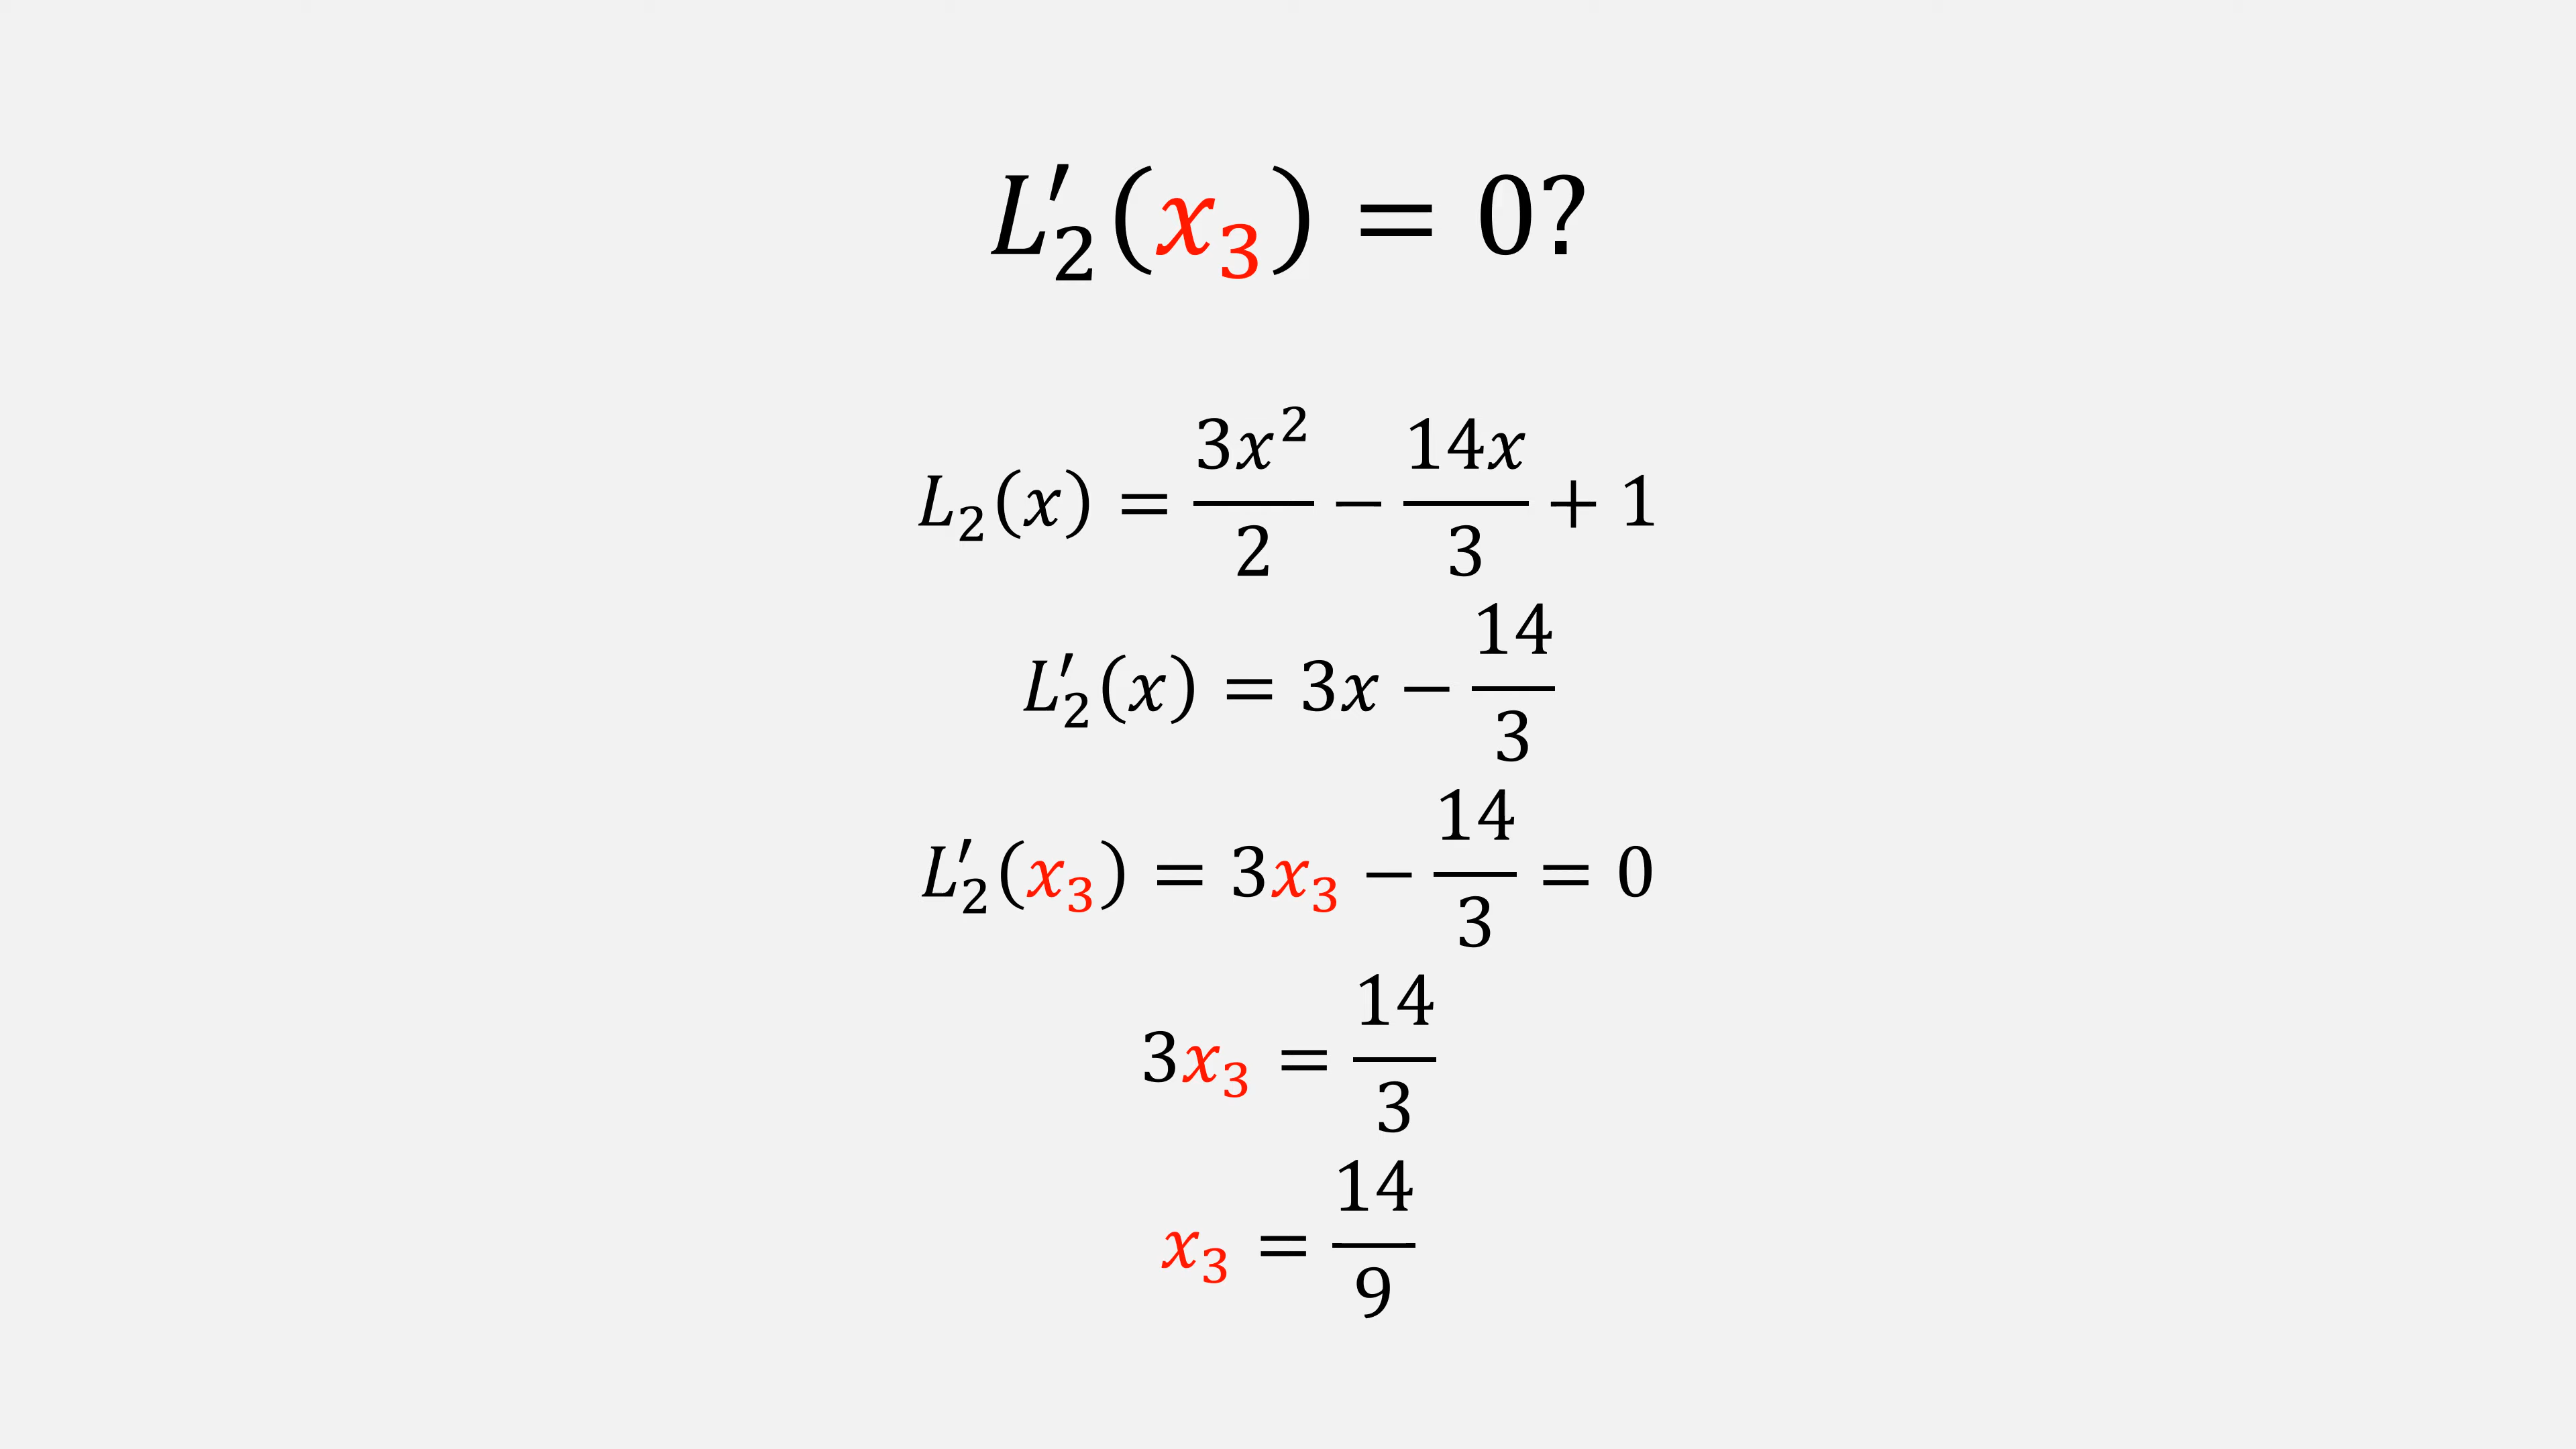 L′₂(x₃) = 0?
L₂(x) = 3x²/2 − 14x/3 + 1
L′₂(x) = 3x − 14/3
L′₂(x₃) = 3x₃ − 14/3 = 0
3x₃ = 14/3
x₃ = 14/9